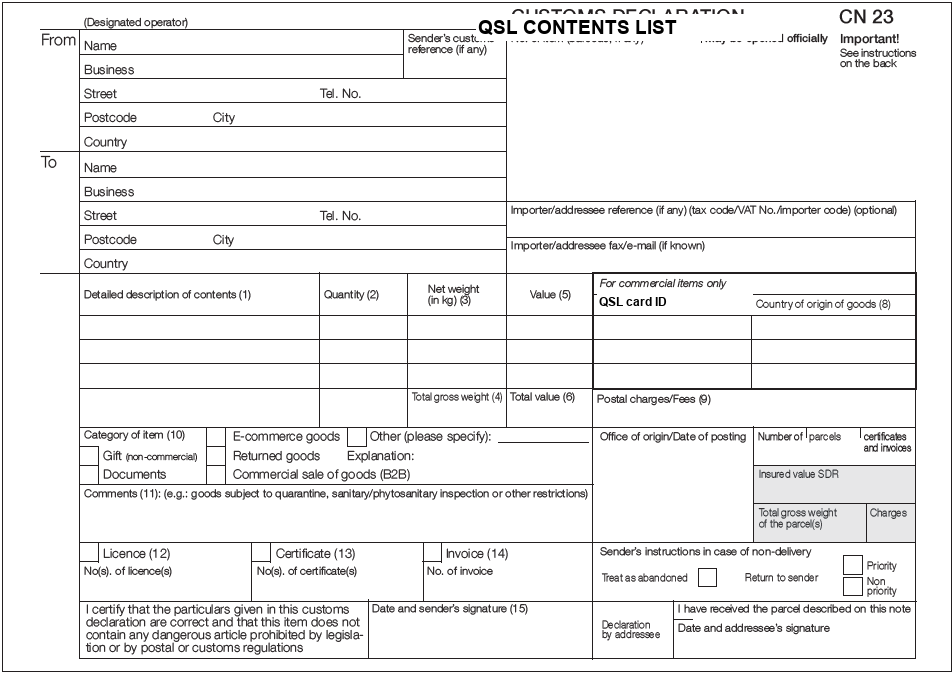 (Designated operator)
CUSTOMS DECLARATION
CN 23
QSL CONTENTS LIST
From
Name
Sender's customs
reference (if any)
officially
Important!
See instructions
on the back
Business
Street Tel. No.
Postcode City
Country
To
Name
Business
Street Tel. No.
Importer/addressee reference (if any) (tax code/VAT No./importer code) (optional)
Postcode City
Importer/addressee fax/e-mail (if known)
Country
Detailed description of contents (1)
Quantity (2)
Net weight
(in kg) (3)
Value (5)
For commercial items only
QSL card ID
Country of origin of goods (8)
Total gross weight (4)
Total value (6)
Postal charges/Fees (9)
Category of item (10)
E-commerce goods
Other (please specify):
Gift (non-commercial)
Returned goods
Explanation:
Documents
Commercial sale of goods (B2B)
Office of origin/Date of posting
Number of parcels
certificates
and invoices
Insured value SDR
Comments (11): (e.g.: goods subject to quarantine, sanitary/phytosanitary inspection or other restrictions)
Total gross weight
of the parcel(s)
Charges
Licence (12)
No(s). of licence(s)
Certificate (13)
No(s). of certificate(s)
Invoice (14)
No. of invoice
Sender's instructions in case of non-delivery
Treat as abandoned
Return to sender
Priority
Non
priority
I certify that the particulars given in this customs
declaration are correct and that this item does not
contain any dangerous article prohibited by legisla-
tion or by postal or customs regulations
Date and sender's signature (15)
Declaration
by addressee
I have received the parcel described on this note
Date and addressee's signature